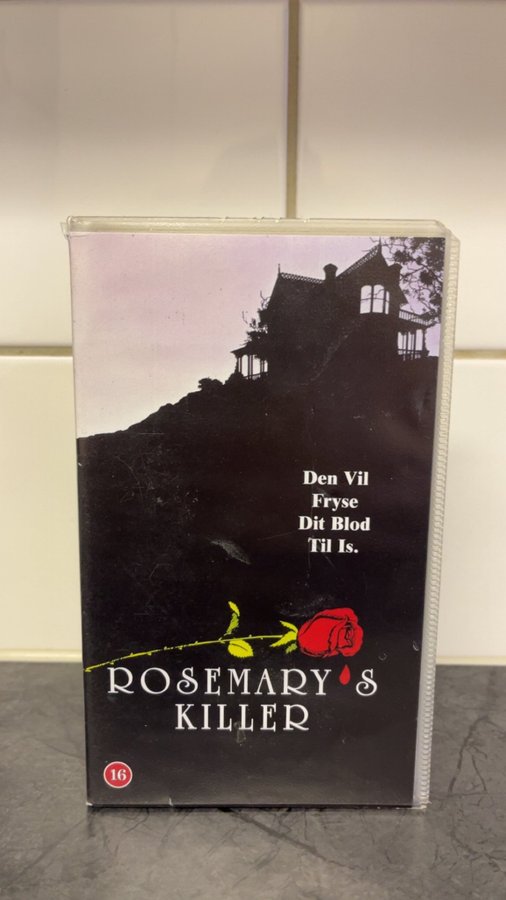 Den Vil
Fryse
Dit Blod
Til Is.
ROSEMARY'S
KILLER
16